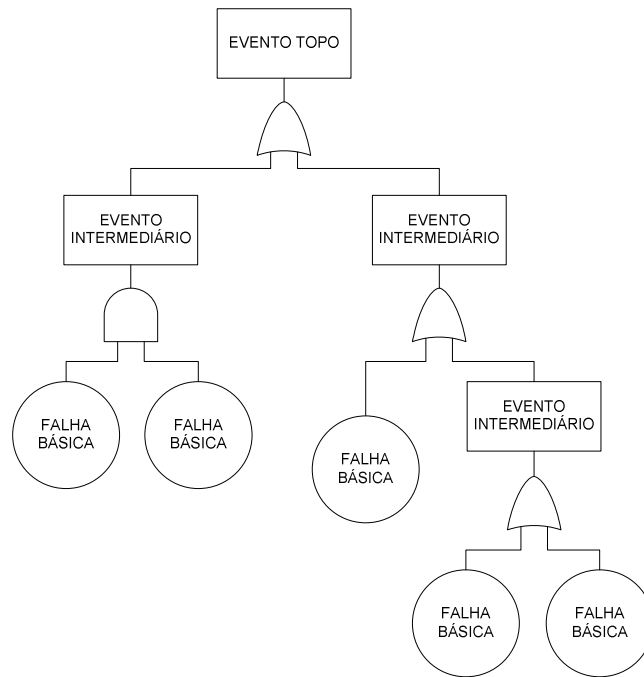 EVENTO TOPO
EVENTO
INTERMEDIÁRIO
EVENTO
INTERMEDIÁRIO
FALHA
BÁSICA
FALHA
BÁSICA
FALHA
BÁSICA
EVENTO
INTERMEDIÁRIO
FALHA
BÁSICA
FALHA
BÁSICA